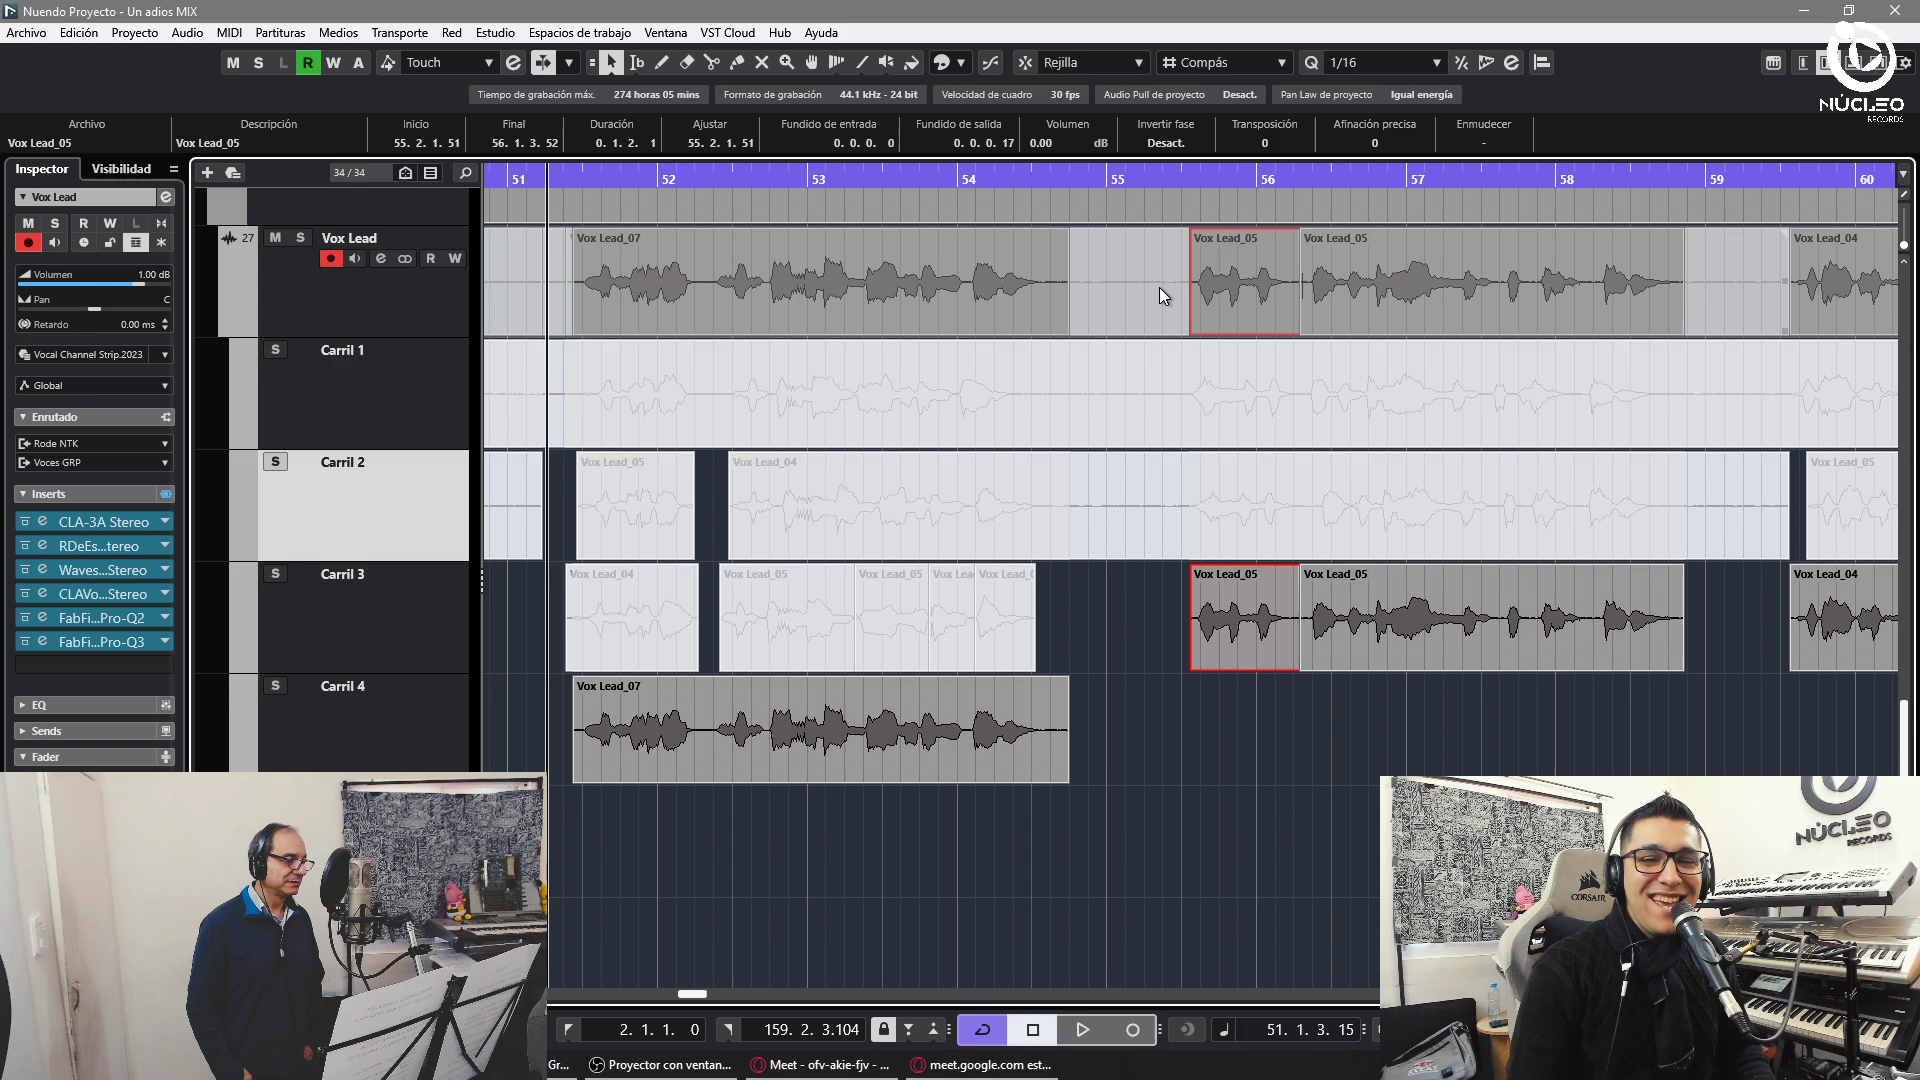 Nuendo Proyecto - Un adios MIX
Archivo Edición Proyecto Audio MIDI Partituras Medios Transporte Red Estudio Espacios de trabajo Ventana VST Cloud Hub Ayuda
M S L R W A Touch Rejilla Compás Q 1/16
NÚCLEO
RECORDS
Tiempo de grabación máx. 274 horas 05 mins Formato de grabación 44.1 kHz - 24 bit Velocidad de cuadro 30 fps Audio Pull de proyecto Desact. Pan Law de proyecto Igual energía
Archivo Descripción Inicio Final Duración Ajustar Fundido de entrada Fundido de salida Volumen Invertir fase Transposición Afinación precisa Enmudecer
Vox Lead_05 Vox Lead_05 55. 2. 1. 51 56. 1. 3. 52 0. 1. 2. 1 55. 2. 1. 51 0. 0. 0. 0 0. 0. 0. 17 0.00 dB Desact. 0 0 -
Inspector Visibilidad
34 / 34
51 52 53 54 55 56 57 58 59 60
Vox Lead
M S R W L
Volumen 1.00 dB
Pan C
Retardo 0.00 ms
Vocal Channel Strip.2023
Global
Enrutado
Rode NTK
Voces GRP
Inserts
CLA-3A Stereo
RDeEs...tereo
Waves...Stereo
CLAVo...Stereo
FabFi...Pro-Q2
FabFi...Pro-Q3
EQ
Sends
Fader
27 M S Vox Lead
R W
Vox Lead_07 Vox Lead_05 Vox Lead_05 Vox Lead_04
S Carril 1
S Carril 2
Vox Lead_05 Vox Lead_04 Vox Lead_05
S Carril 3
Vox Lead_04 Vox Lead_05 Vox Lead_05 Vox Lea Vox Lead_0 Vox Lead_05 Vox Lead_05 Vox Lead_04
S Carril 4
Vox Lead_07
NÚCLEO
RECORDS
CORSAIR
2. 1. 1. 0 159. 2. 3.104 51. 1. 3. 15
Gr... Proyector con ventan... Meet - ofv-akie-fjv - ... meet.google.com est...